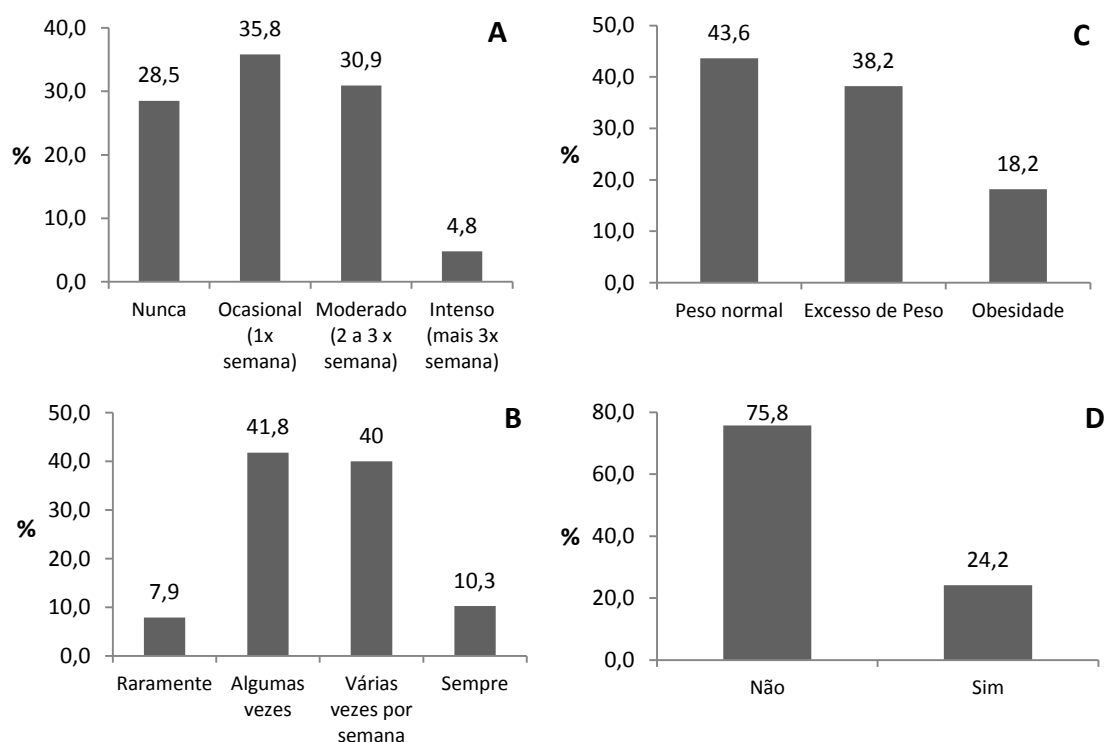 A
%
40,0
30,0
20,0
10,0
0,0
28,5
35,8
30,9
4,8
Nunca
Ocasional
(1x
semana)
Moderado
(2 a 3 x
semana)
Intenso
(mais 3x
semana)
C
%
50,0
40,0
30,0
20,0
10,0
0,0
43,6
38,2
18,2
Peso normal
Excesso de Peso
Obesidade
B
%
50,0
40,0
30,0
20,0
10,0
0,0
7,9
41,8
40
10,3
Raramente
Algumas
vezes
Várias
vezes por
semana
Sempre
D
%
80,0
60,0
40,0
20,0
0,0
75,8
24,2
Não
Sim